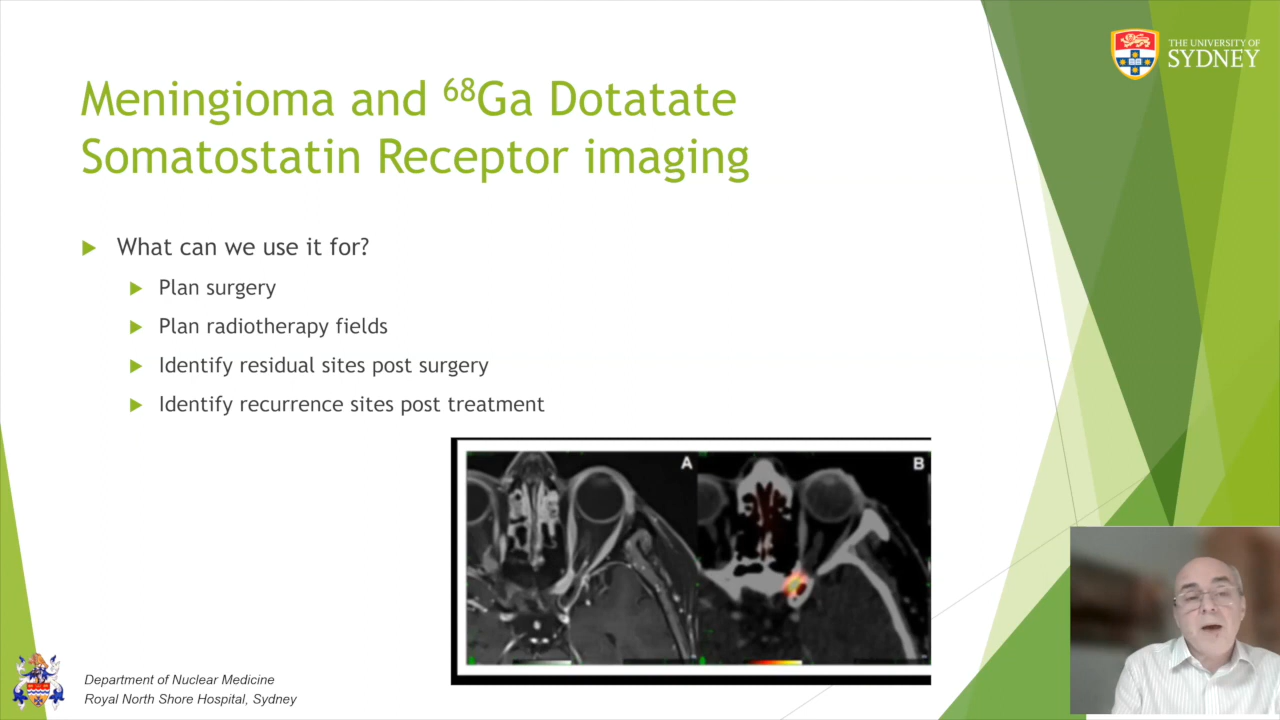 THE UNIVERSITY OF
SYDNEY
Meningioma and ⁶⁸Ga Dotatate
Somatostatin Receptor imaging
What can we use it for?
Plan surgery
Plan radiotherapy fields
Identify residual sites post surgery
Identify recurrence sites post treatment
A
B
Department of Nuclear Medicine
Royal North Shore Hospital, Sydney